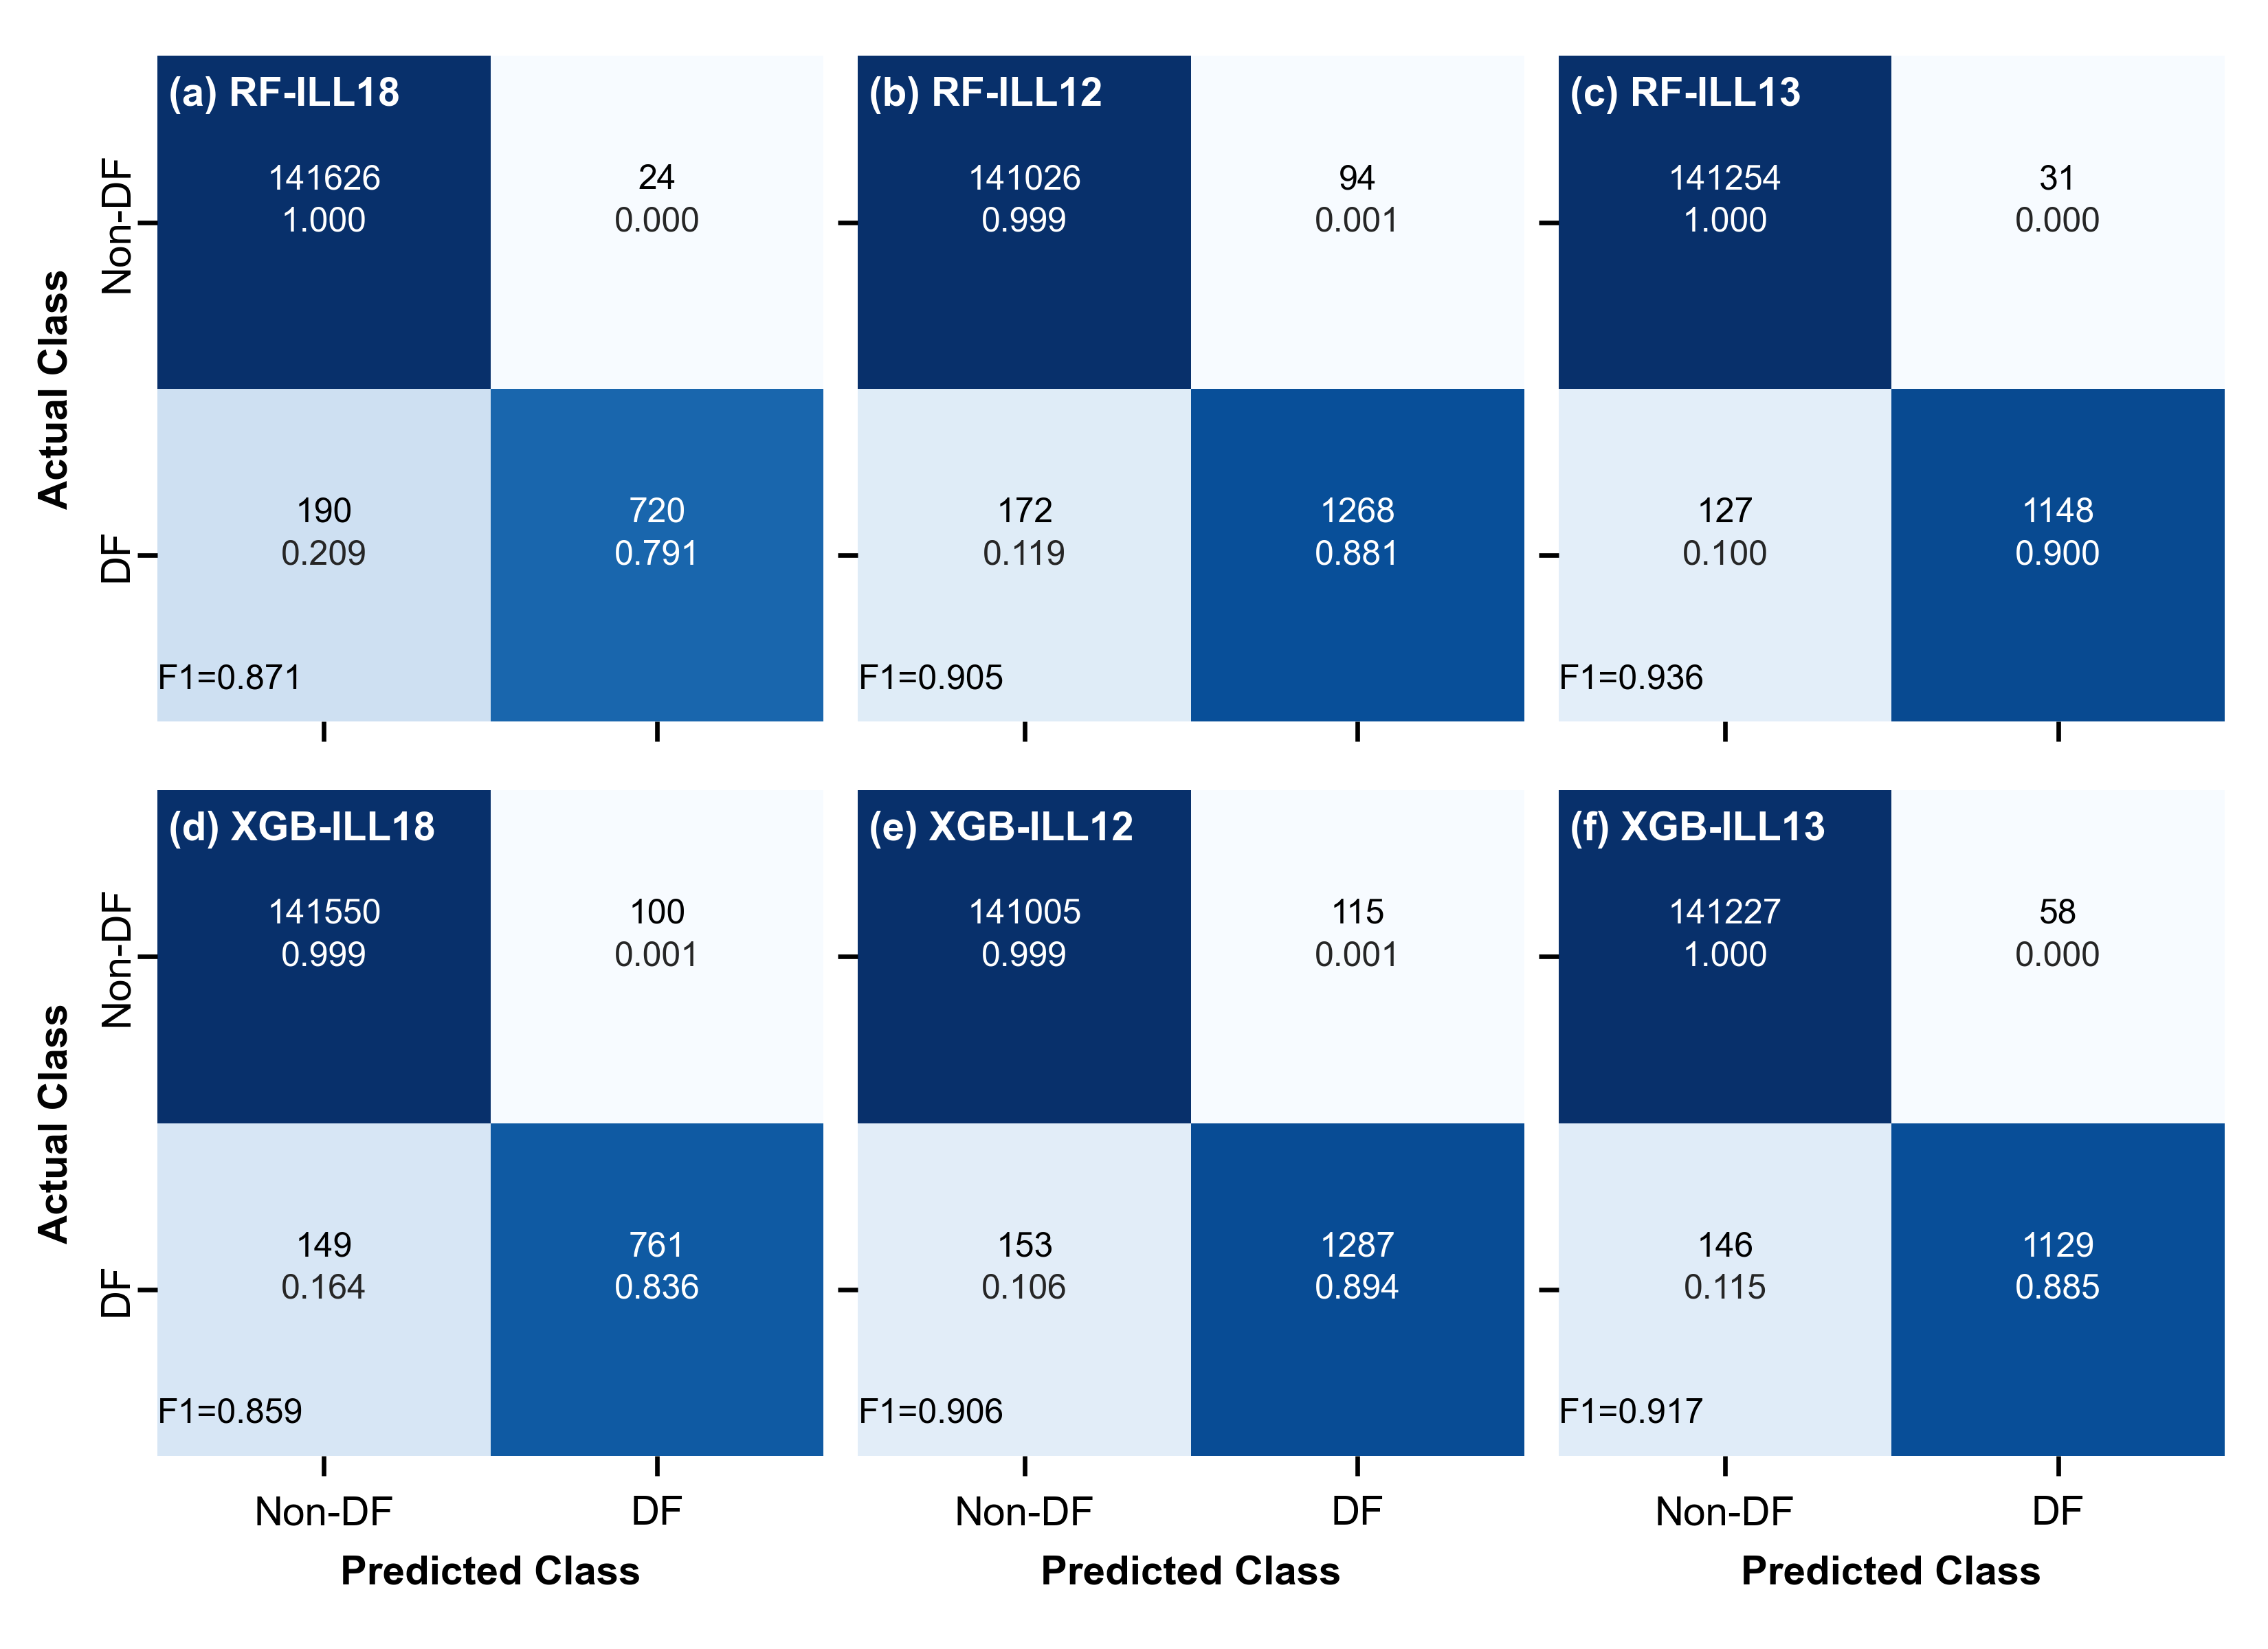 (a) RF-ILL18
141626
1.000
24
0.000
190
0.209
720
0.791
F1=0.871
(b) RF-ILL12
141026
0.999
94
0.001
172
0.119
1268
0.881
F1=0.905
(c) RF-ILL13
141254
1.000
31
0.000
127
0.100
1148
0.900
F1=0.936
Actual Class
Non-DF
DF
(d) XGB-ILL18
141550
0.999
100
0.001
149
0.164
761
0.836
F1=0.859
(e) XGB-ILL12
141005
0.999
115
0.001
153
0.106
1287
0.894
F1=0.906
(f) XGB-ILL13
141227
1.000
58
0.000
146
0.115
1129
0.885
F1=0.917
Actual Class
Non-DF
DF
Non-DF
DF
Predicted Class
Non-DF
DF
Predicted Class
Non-DF
DF
Predicted Class